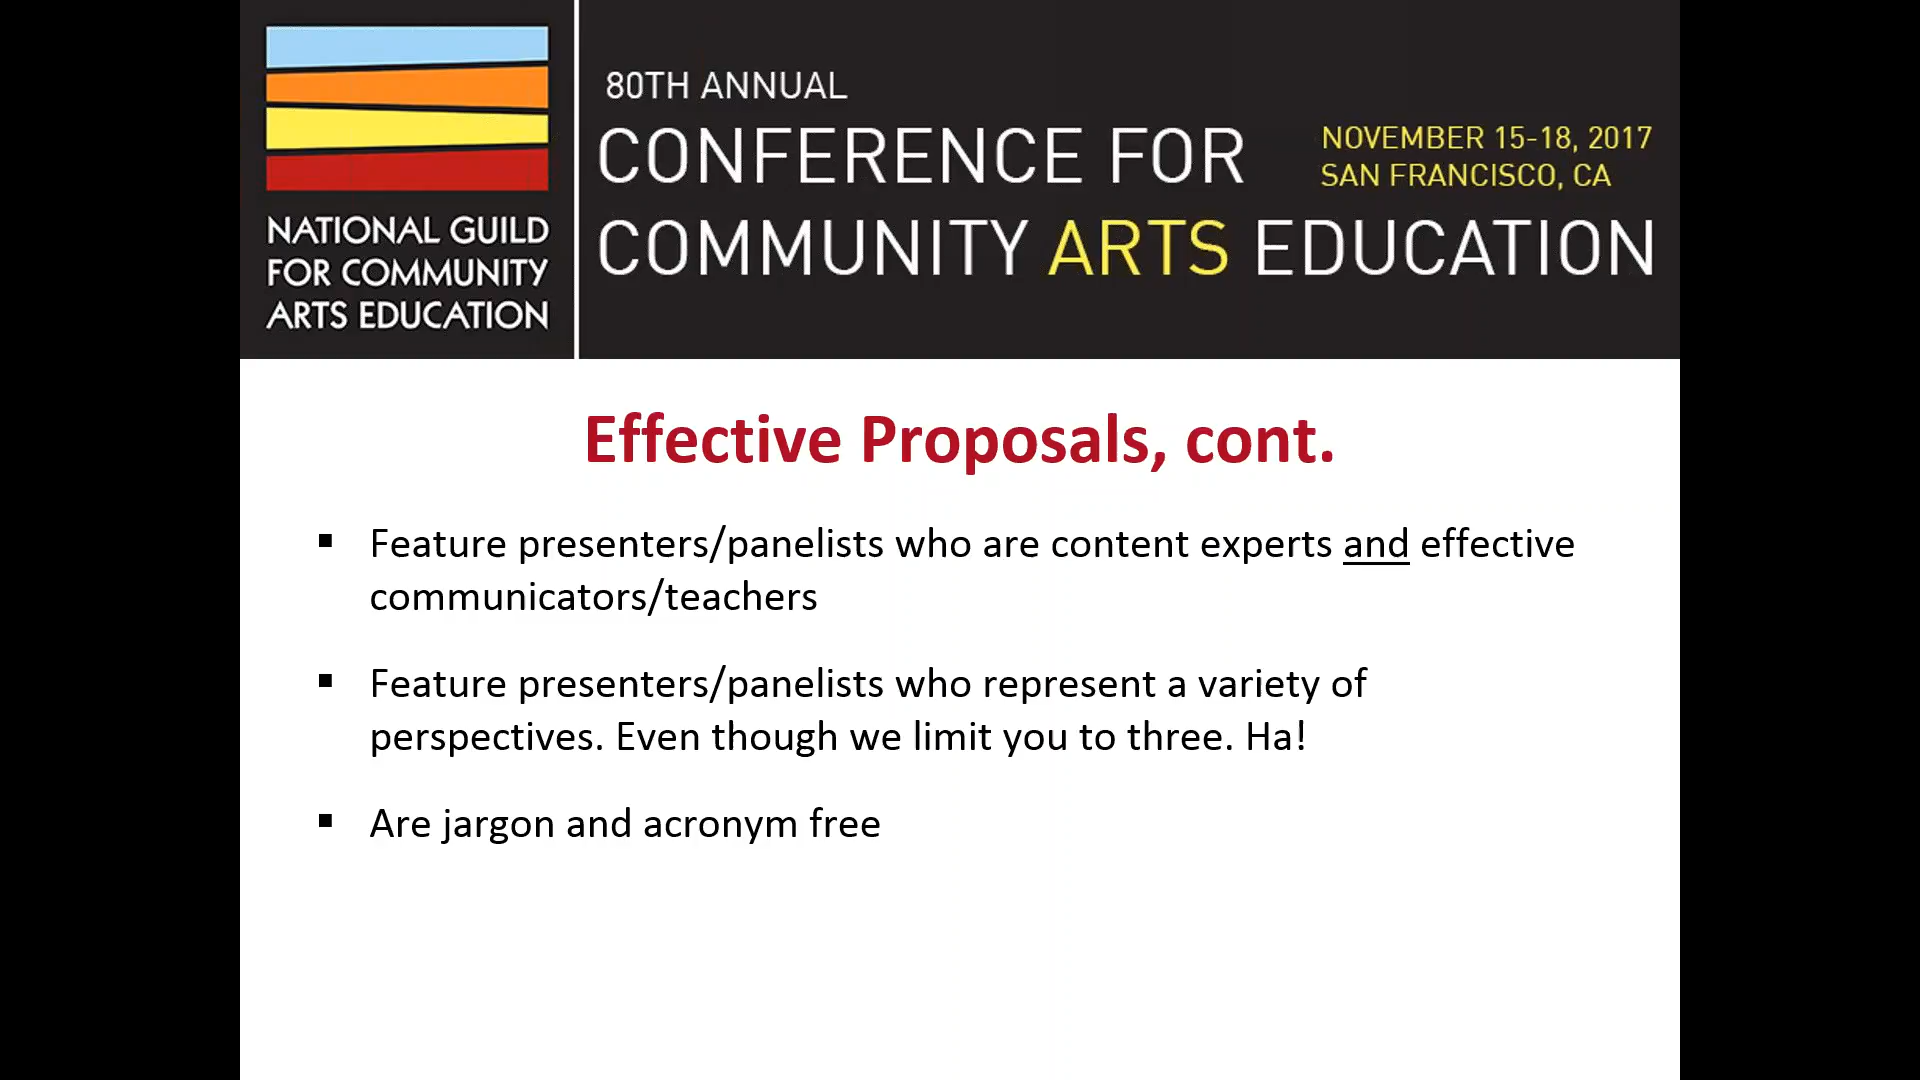 NATIONAL GUILD
FOR COMMUNITY
ARTS EDUCATION
80TH ANNUAL
CONFERENCE FOR
COMMUNITY ARTS EDUCATION
NOVEMBER 15-18, 2017
SAN FRANCISCO, CA
Effective Proposals, cont.
▪ Feature presenters/panelists who are content experts and effective
communicators/teachers
▪ Feature presenters/panelists who represent a variety of
perspectives. Even though we limit you to three. Ha!
▪ Are jargon and acronym free